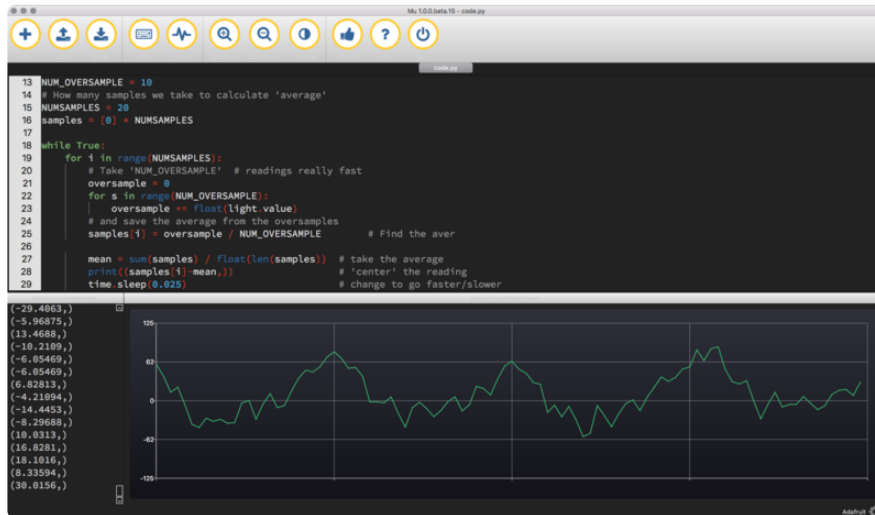 Mu 1.0.0.beta.15 - code.py
?
code.py
13 NUM_OVERSAMPLE = 10
14 # How many samples we take to calculate 'average'
15 NUMSAMPLES = 20
16 samples = [0] * NUMSAMPLES
17
18 while True:
19 for i in range(NUMSAMPLES):
20 # Take 'NUM_OVERSAMPLE' # readings really fast
21 oversample = 0
22 for s in range(NUM_OVERSAMPLE):
23 oversample += float(light.value)
24 # and save the average from the oversamples
25 samples[i] = oversample / NUM_OVERSAMPLE # Find the aver
26
27 mean = sum(samples) / float(len(samples)) # take the average
28 print((samples[i]-mean,)) # 'center' the reading
29 time.sleep(0.025) # change to go faster/slower
(-29.4063,)
(-5.96875,)
(13.4688,)
(-10.2109,)
(-6.05469,)
(-6.05469,)
(6.82813,)
(-4.21094,)
(-14.4453,)
(-8.29688,)
(10.0313,)
(16.8281,)
(18.1016,)
(8.33594,)
(30.0156,)
125
62
0
-62
-125
Adafruit